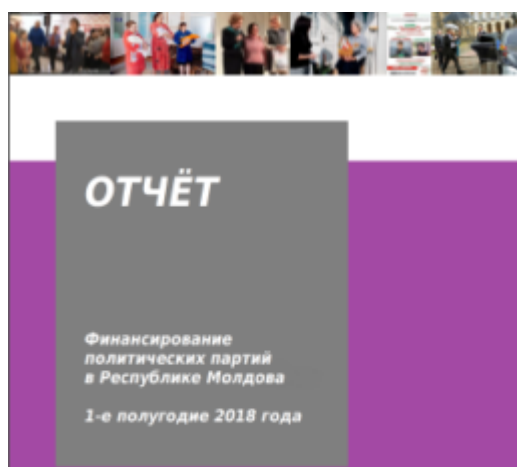 ОТЧЁТ
Финансирование
политических партий
в Республике Молдова
1-е полугодие 2018 года